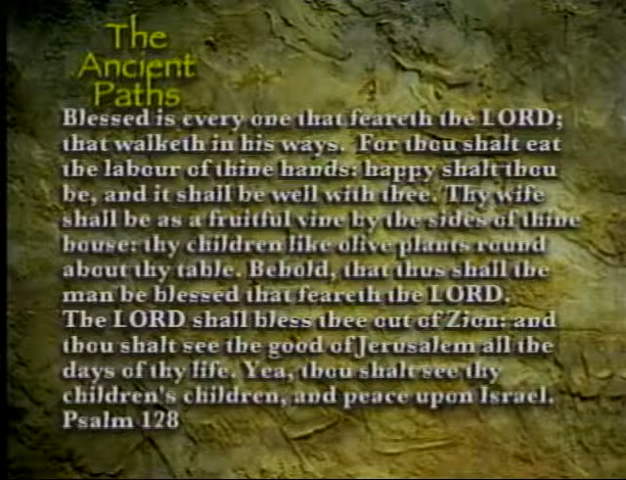 The
Ancient
Paths
Blessed is every one that feareth the LORD;
that walketh in his ways. For thou shalt eat
the labour of thine hands: happy shalt thou
be, and it shall be well with thee. Thy wife
shall be as a fruitful vine by the sides of thine
house: thy children like olive plants round
about thy table. Behold, that thus shall the
man be blessed that feareth the LORD.
The LORD shall bless thee out of Zion: and
thou shalt see the good of Jerusalem all the
days of thy life. Yea, thou shalt see thy
children's children, and peace upon Israel.
Psalm 128